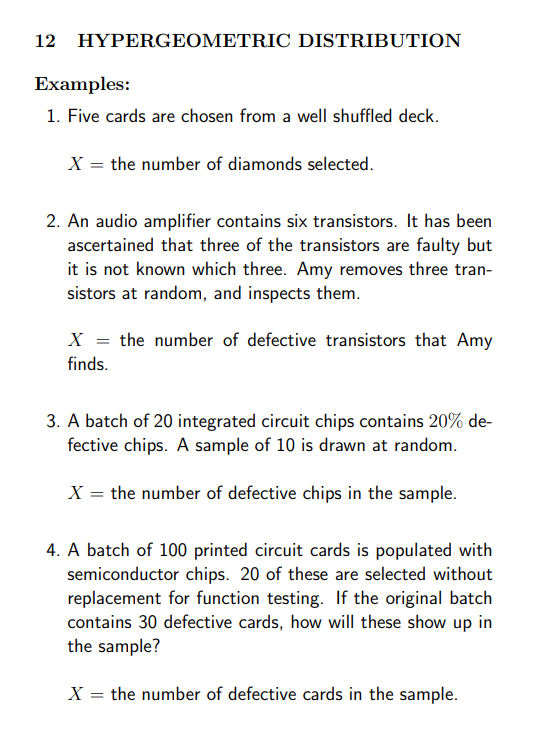 12 HYPERGEOMETRIC DISTRIBUTION
Examples:
1. Five cards are chosen from a well shuffled deck.
X = the number of diamonds selected.
2. An audio amplifier contains six transistors. It has been
ascertained that three of the transistors are faulty but
it is not known which three. Amy removes three tran-
sistors at random, and inspects them.
X = the number of defective transistors that Amy
finds.
3. A batch of 20 integrated circuit chips contains 20% de-
fective chips. A sample of 10 is drawn at random.
X = the number of defective chips in the sample.
4. A batch of 100 printed circuit cards is populated with
semiconductor chips. 20 of these are selected without
replacement for function testing. If the original batch
contains 30 defective cards, how will these show up in
the sample?
X = the number of defective cards in the sample.